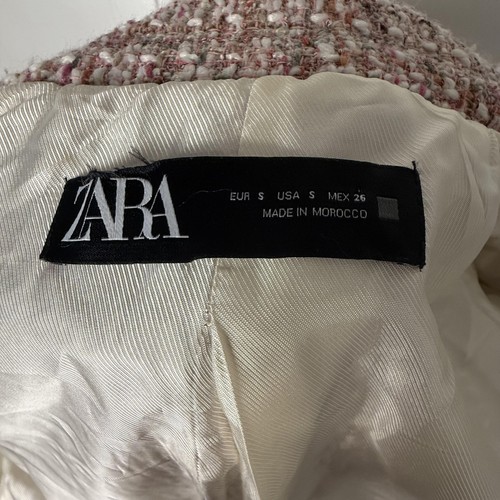 ZARA
EUR S USA S MEX 26
MADE IN MOROCCO